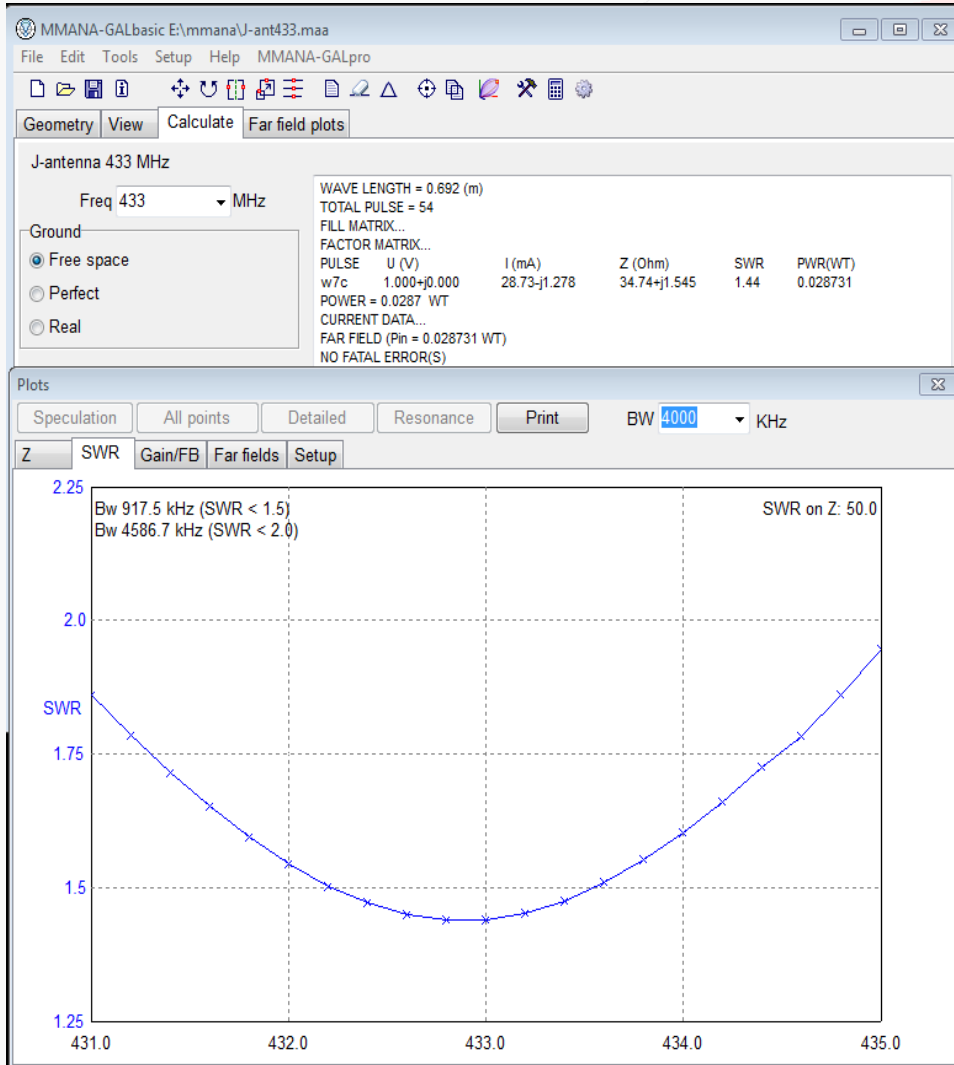 MMANA-GALbasic E:\mmana\J-ant433.maa
File Edit Tools Setup Help MMANA-GALpro
Geometry View Calculate Far field plots
J-antenna 433 MHz
Freq 433 MHz
Ground
Free space
Perfect
Real
WAVE LENGTH = 0.692 (m)
TOTAL PULSE = 54
FILL MATRIX...
FACTOR MATRIX...
PULSE U (V) I (mA) Z (Ohm) SWR PWR(WT)
w7c 1.000+j0.000 28.73-j1.278 34.74+j1.545 1.44 0.028731
POWER = 0.0287 WT
CURRENT DATA...
FAR FIELD (Pin = 0.028731 WT)
NO FATAL ERROR(S)
Plots
Speculation All points Detailed Resonance Print BW 4000 KHz
Z SWR Gain/FB Far fields Setup
2.25
Bw 917.5 kHz (SWR < 1.5) SWR on Z: 50.0
Bw 4586.7 kHz (SWR < 2.0)
2.0
SWR
1.75
1.5
1.25
431.0 432.0 433.0 434.0 435.0